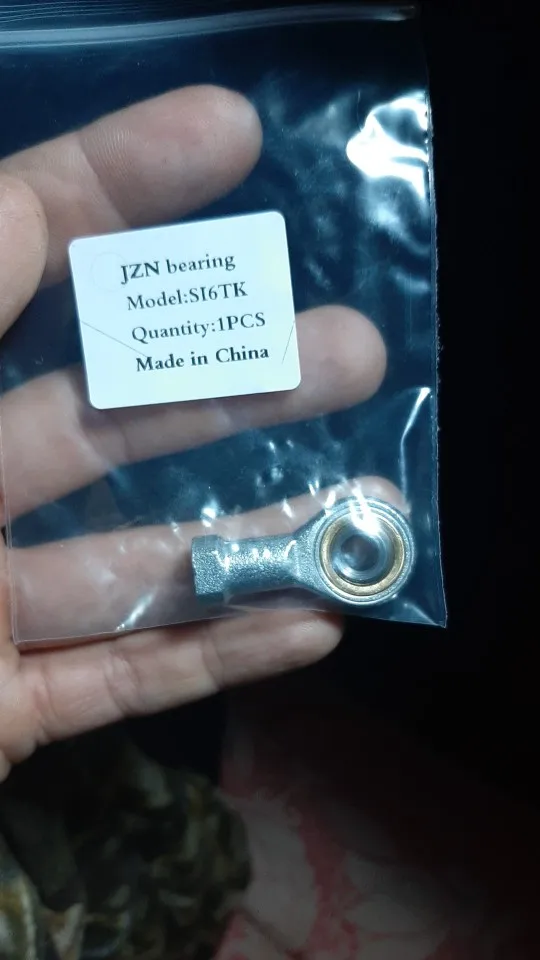 JZN bearing
Model:SI6TK
Quantity:1PCS
Made in China